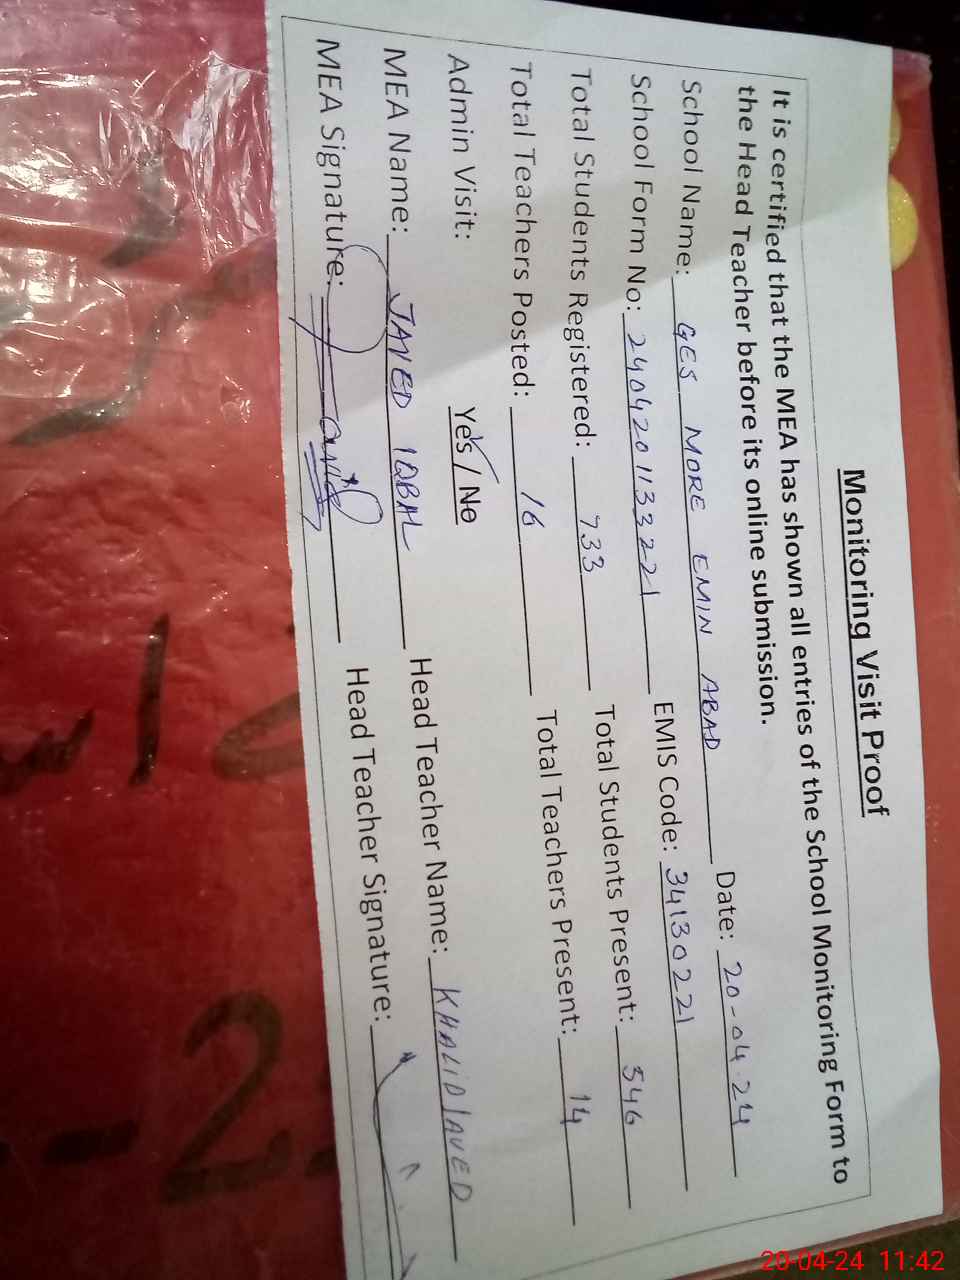 Monitoring Visit Proof
It is certified that the MEA has shown all entries of the School Monitoring Form to
the Head Teacher before its online submission.
School Name: GES MORE EMIN ABAD Date: 20-04-24
School Form No: 2404201133221 EMIS Code: 34130221
Total Students Registered: 733 Total Students Present: 546
Total Teachers Posted: 16 Total Teachers Present: 14
Admin Visit: Yes / No
MEA Name: JAVED IQBAL Head Teacher Name: KHALID JAVED
MEA Signature: Head Teacher Signature:
20-04-24 11:42